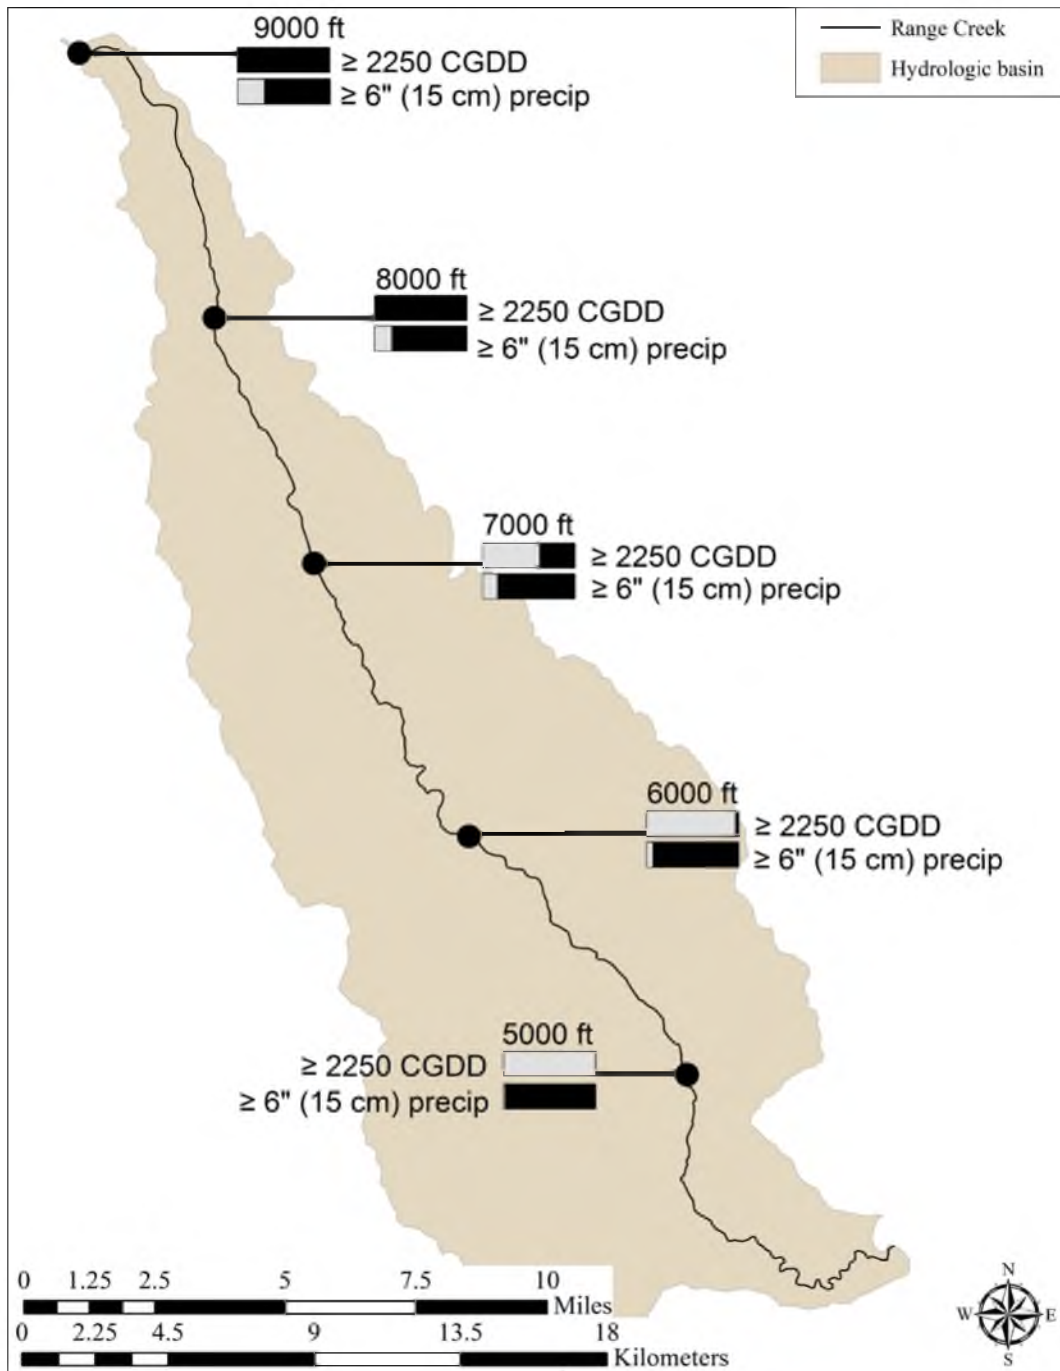 9000 ft
≥ 2250 CGDD
≥ 6" (15 cm) precip
Range Creek
Hydrologic basin
8000 ft
≥ 2250 CGDD
≥ 6" (15 cm) precip
7000 ft
≥ 2250 CGDD
≥ 6" (15 cm) precip
6000 ft
≥ 2250 CGDD
≥ 6" (15 cm) precip
5000 ft
≥ 2250 CGDD
≥ 6" (15 cm) precip
0 1.25 2.5 5 7.5 10
Miles
0 2.25 4.5 9 13.5 18
Kilometers
N
W E
S